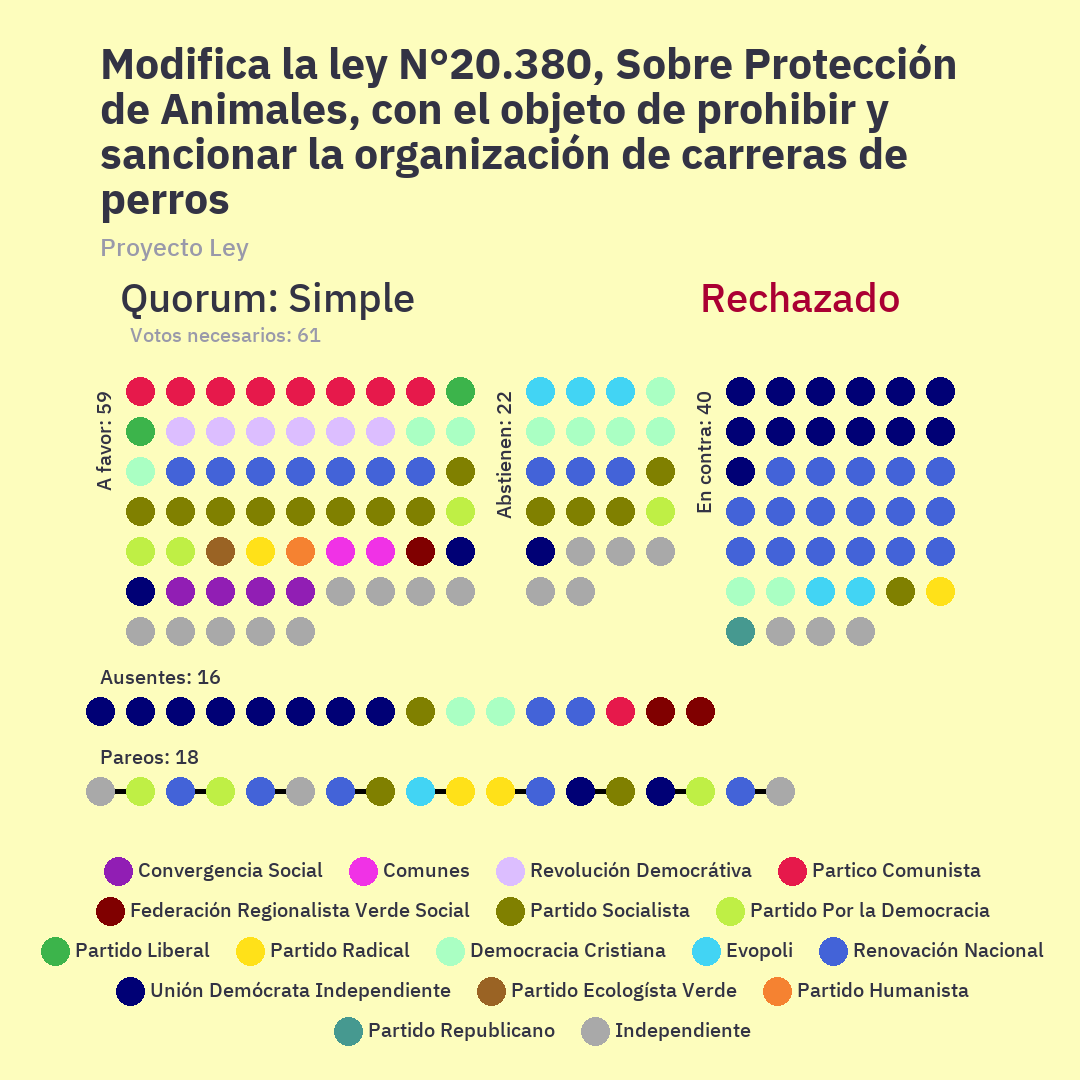 Modifica la ley N°20.380, Sobre Protección
de Animales, con el objeto de prohibir y
sancionar la organización de carreras de
perros
Proyecto Ley
Quorum: Simple
Rechazado
Votos necesarios: 61
A favor: 59
Abstienen: 22
En contra: 40
Ausentes: 16
Pareos: 18
Convergencia Social Comunes Revolución Democrátiva Partico Comunista
Federación Regionalista Verde Social Partido Socialista Partido Por la Democracia
Partido Liberal Partido Radical Democracia Cristiana Evopoli Renovación Nacional
Unión Demócrata Independiente Partido Ecologísta Verde Partido Humanista
Partido Republicano Independiente